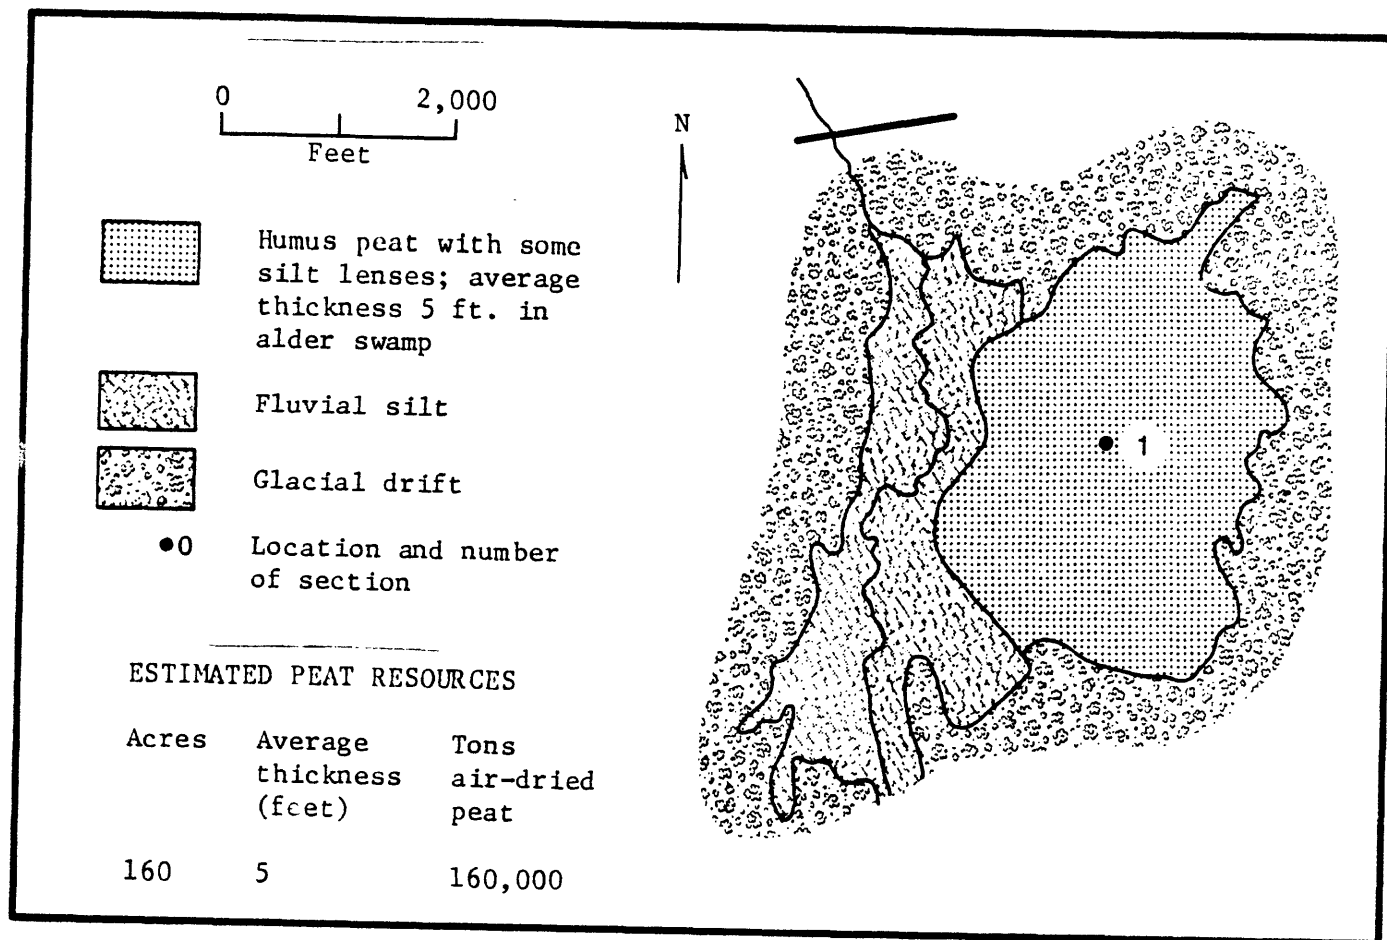 0 2,000
Feet
N
Humus peat with some
silt lenses; average
thickness 5 ft. in
alder swamp
Fluvial silt
Glacial drift
0 Location and number
of section
ESTIMATED PEAT RESOURCES
Acres Average Tons
thickness air-dried
(feet) peat
160 5 160,000
1